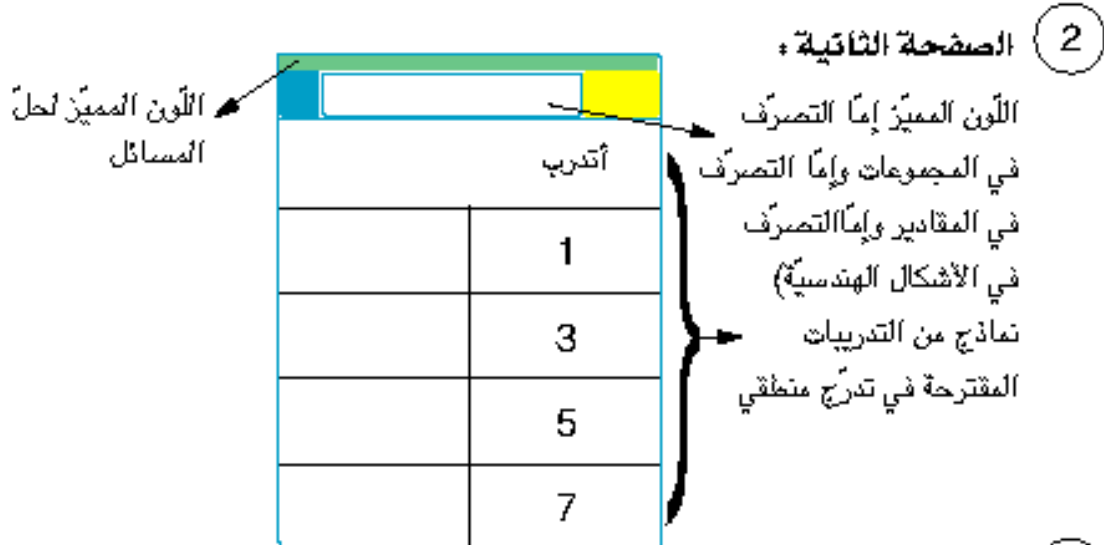 2
الصفحة الثانية :
اللّون المميّز إمّا التصرّف
في المجموعات وإمّا التصرّف
في المقادير وإمّاالتصرّف
في الأشكال الهندسيّة)
نماذج من التدريبات
المقترحة في تدرّج منطقي
اللّون المميّز لحلّ
المسائل
أتدرب
1
3
5
7